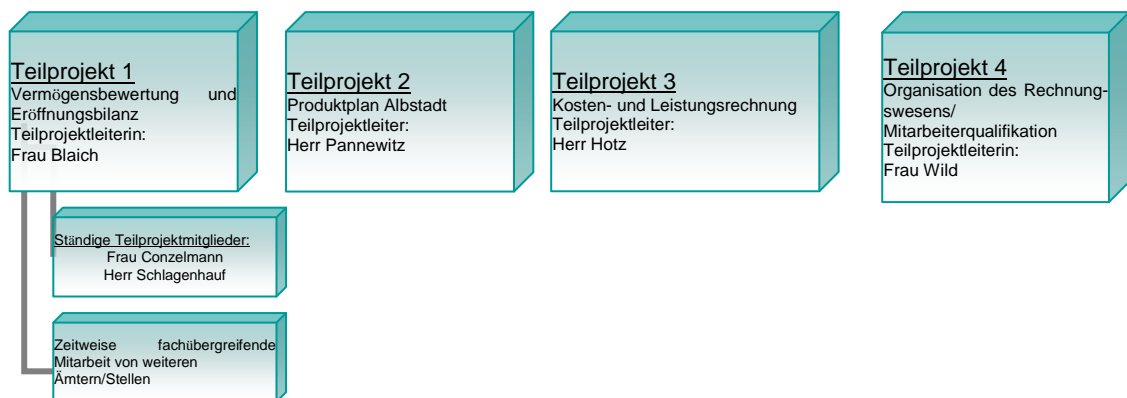 Teilprojekt 1
Vermögensbewertung und
Eröffnungsbilanz
Teilprojektleiterin:
Frau Blaich
Teilprojekt 2
Produktplan Albstadt
Teilprojektleiter:
Herr Pannewitz
Teilprojekt 3
Kosten- und Leistungsrechnung
Teilprojektleiter:
Herr Hotz
Teilprojekt 4
Organisation des Rechnung-
swesens/
Mitarbeiterqualifikation
Teilprojektleiterin:
Frau Wild
Ständige Teilprojektmitglieder:
Frau Conzelmann
Herr Schlagenhauf
Zeitweise fachübergreifende
Mitarbeit von weiteren
Ämtern/Stellen